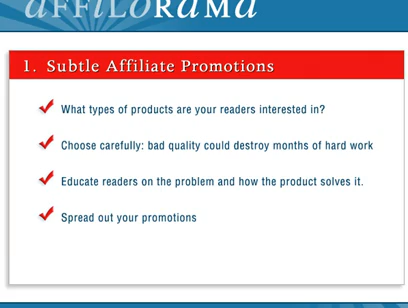 aFFiLoRaMa
1. Subtle Affiliate Promotions
What types of products are your readers interested in?
Choose carefully: bad quality could destroy months of hard work
Educate readers on the problem and how the product solves it.
Spread out your promotions